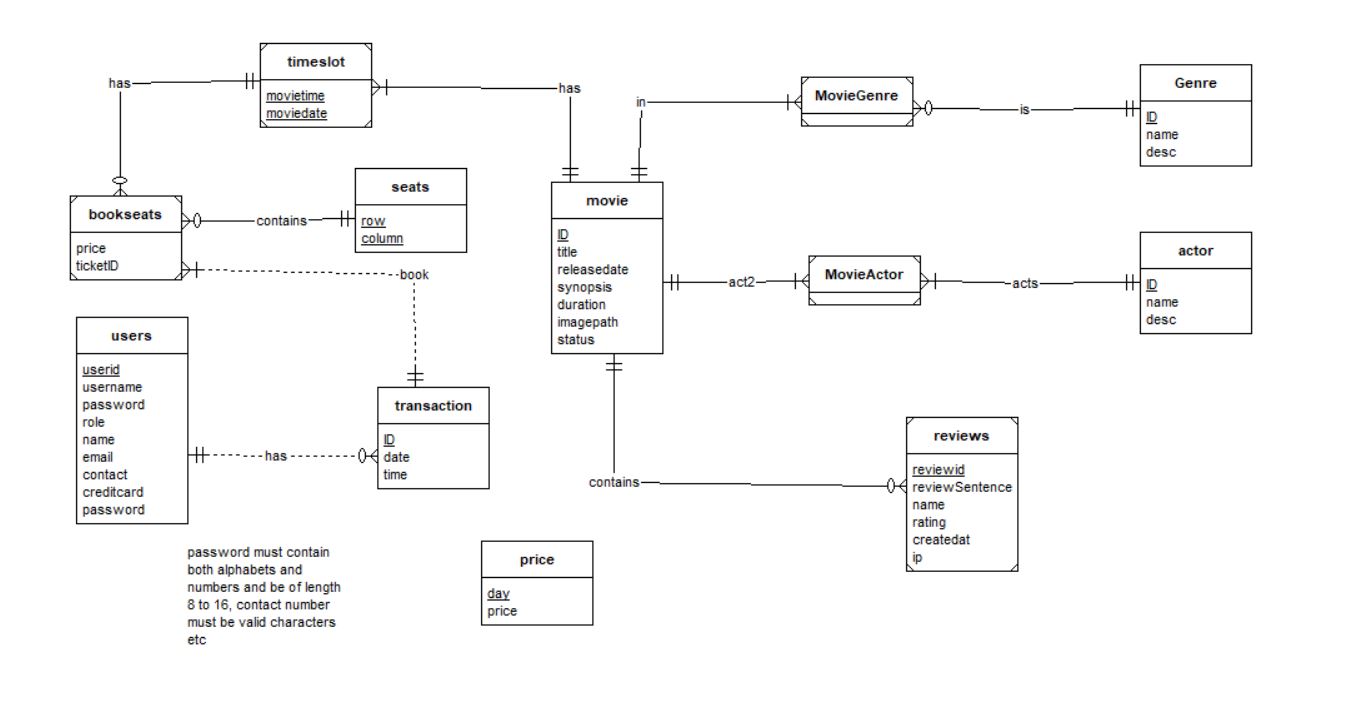 timeslot
movietime
moviedate
has
has
in
MovieGenre
is
Genre
ID
name
desc
bookseats
price
ticketID
contains
seats
row
column
book
movie
ID
title
releasedate
synopsis
duration
imagepath
status
act2
MovieActor
acts
actor
ID
name
desc
users
userid
username
password
role
name
email
contact
creditcard
password
has
transaction
ID
date
time
contains
reviews
reviewid
reviewSentence
name
rating
createdat
ip
password must contain
both alphabets and
numbers and be of length
8 to 16, contact number
must be valid characters
etc
price
day
price